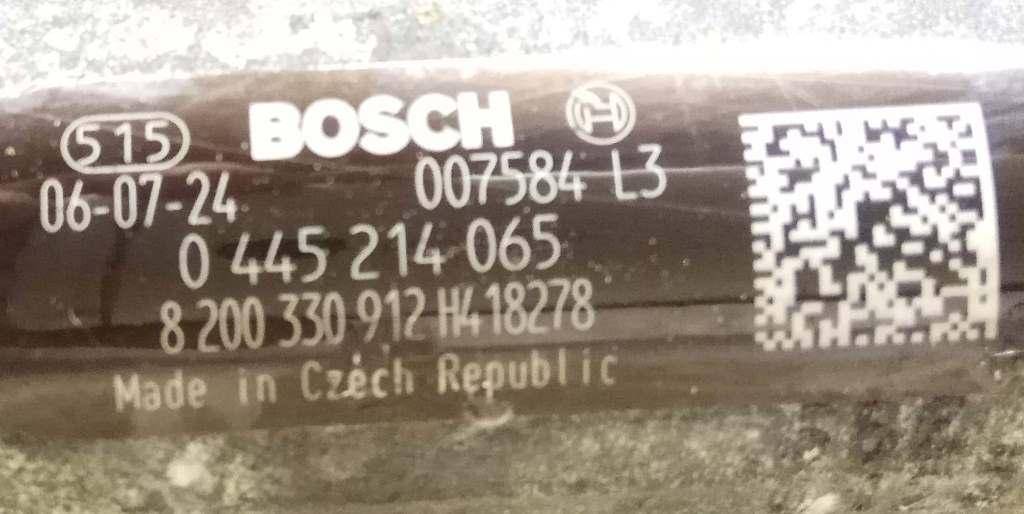 515 BOSCH
06-07-24 007584 L3
0 445 214 065
8 200 330 912 H418278
Made in Czech Republic